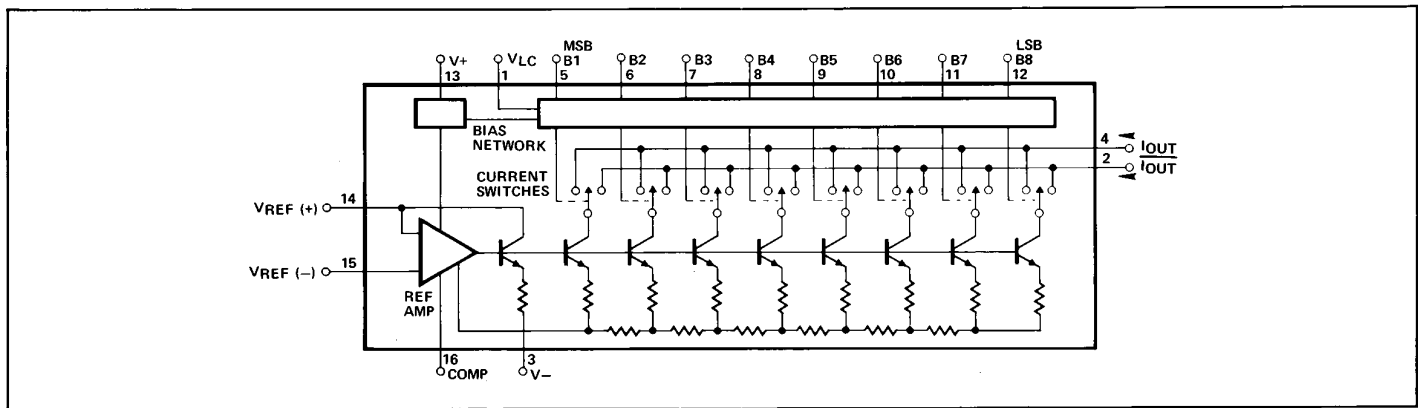 MSB LSB
V+ VLC B1 B2 B3 B4 B5 B6 B7 B8
13 1 5 6 7 8 9 10 11 12
BIAS
NETWORK
4 IOUT
2 IOUT
CURRENT
SWITCHES
VREF (+) 14
VREF (–) 15
REF
AMP
16 3
COMP V–